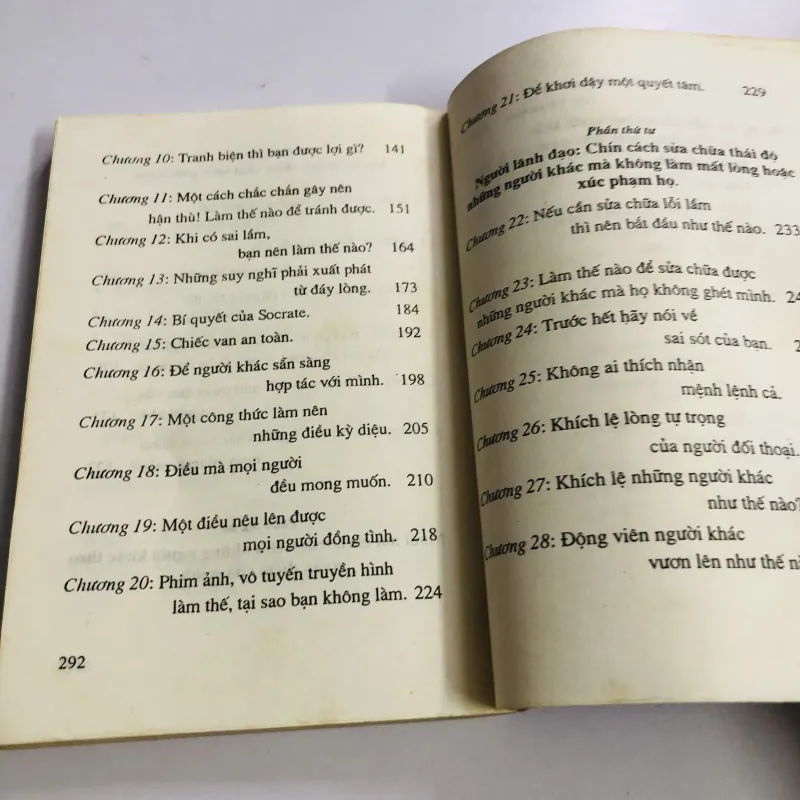 Chương 10: Tranh biện thì bạn được lợi gì? 141
Chương 11: Một cách chắc chắn gây nên
hận thù! Làm thế nào để tránh được. 151
Chương 12: Khi có sai lầm,
bạn nên làm thế nào? 164
Chương 13: Những suy nghĩ phải xuất phát
từ đáy lòng. 173
Chương 14: Bí quyết của Socrate. 184
Chương 15: Chiếc van an toàn. 192
Chương 16: Để người khác sẵn sàng
hợp tác với mình. 198
Chương 17: Một công thức làm nên
những điều kỳ diệu. 205
Chương 18: Điều mà mọi người
đều mong muốn. 210
Chương 19: Một điều nêu lên được
mọi người đồng tình. 218
Chương 20: Phim ảnh, vô tuyến truyền hình
làm thế, tại sao bạn không làm. 224
292
Chương 21: Để khơi dậy một quyết tâm. 229
Phần thứ tư
Người lãnh đạo: Chín cách sửa chữa thái độ
những người khác mà không làm mất lòng hoặc
xúc phạm họ.
Chương 22: Nếu cần sửa chữa lỗi lầm
thì nên bắt đầu như thế nào. 233
Chương 23: Làm thế nào để sửa chữa được
những người khác mà họ không ghét mình.
Chương 24: Trước hết hãy nói về
sai sót của bạn.
Chương 25: Không ai thích nhận
mệnh lệnh cả.
Chương 26: Khích lệ lòng tự trọng
của người đối thoại.
Chương 27: Khích lệ những người khác
như thế nào?
Chương 28: Động viên người khác
vươn lên như thế